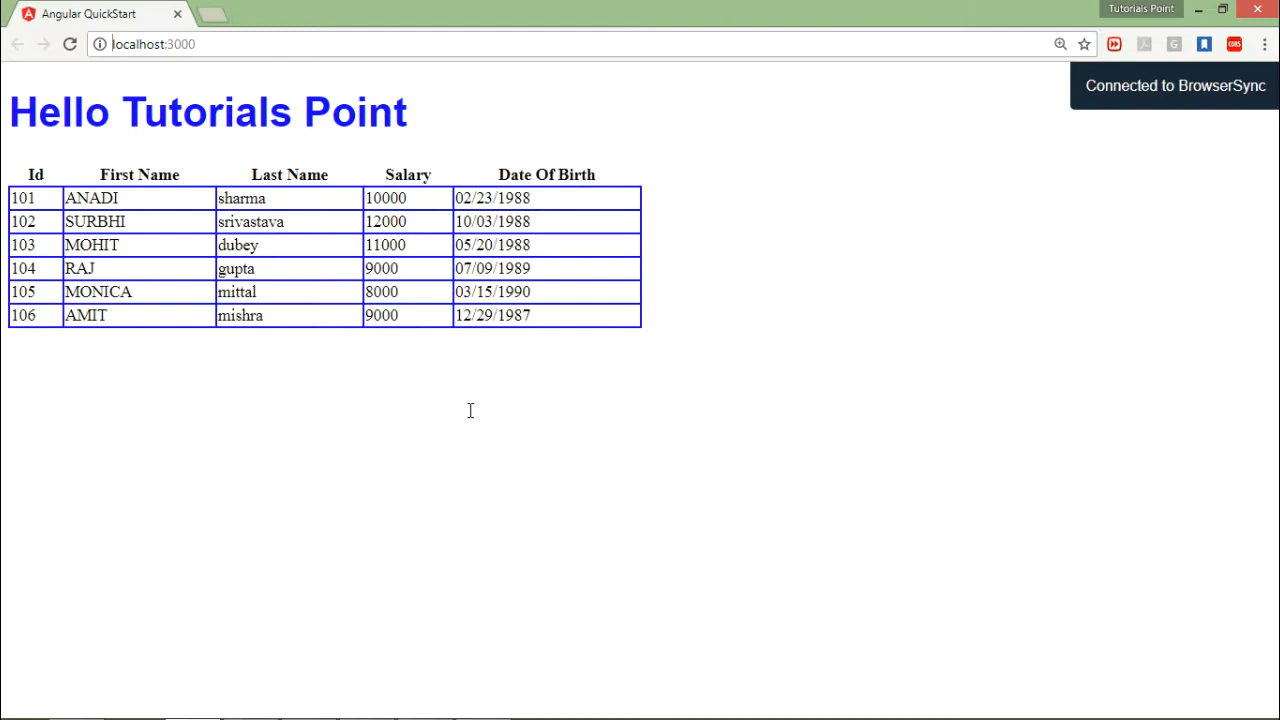 Angular QuickStart
Tutorials Point
localhost:3000
CORS
Connected to BrowserSync
Hello Tutorials Point
Id First Name Last Name Salary Date Of Birth
101 ANADI sharma 10000 02/23/1988
102 SURBHI srivastava 12000 10/03/1988
103 MOHIT dubey 11000 05/20/1988
104 RAJ gupta 9000 07/09/1989
105 MONICA mittal 8000 03/15/1990
106 AMIT mishra 9000 12/29/1987